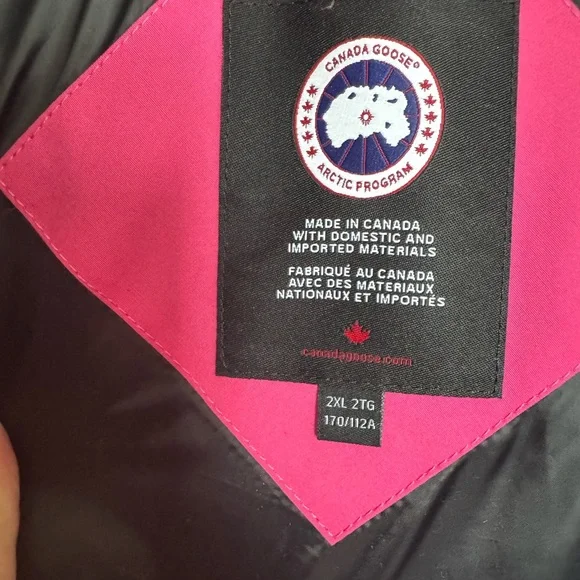 CANADA GOOSE®
ARCTIC PROGRAM
MADE IN CANADA
WITH DOMESTIC AND
IMPORTED MATERIALS
FABRIQUÉ AU CANADA
AVEC DES MATERIAUX
NATIONAUX ET IMPORTÉS
canadagoose.com
2XL 2TG
170/112A